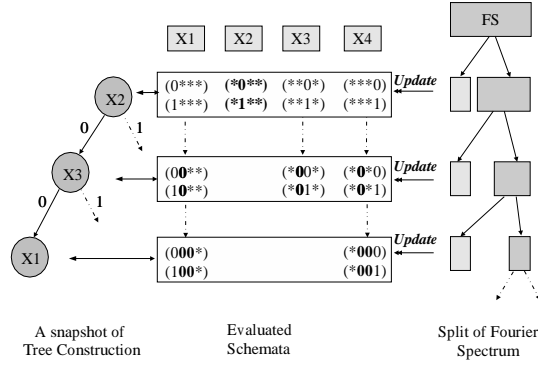 FS
X1 X2 X3 X4
(0***) (*0**) (**0*) (***0) Update
(1***) (*1**) (**1*) (***1)
X2
0 1
(00**) (*00*) (*0*0) Update
(10**) (*01*) (*0*1)
X3
0 1
(000*) (*000) Update
(100*) (*001)
X1
A snapshot of
Tree Construction
Evaluated
Schemata
Split of Fourier
Spectrum